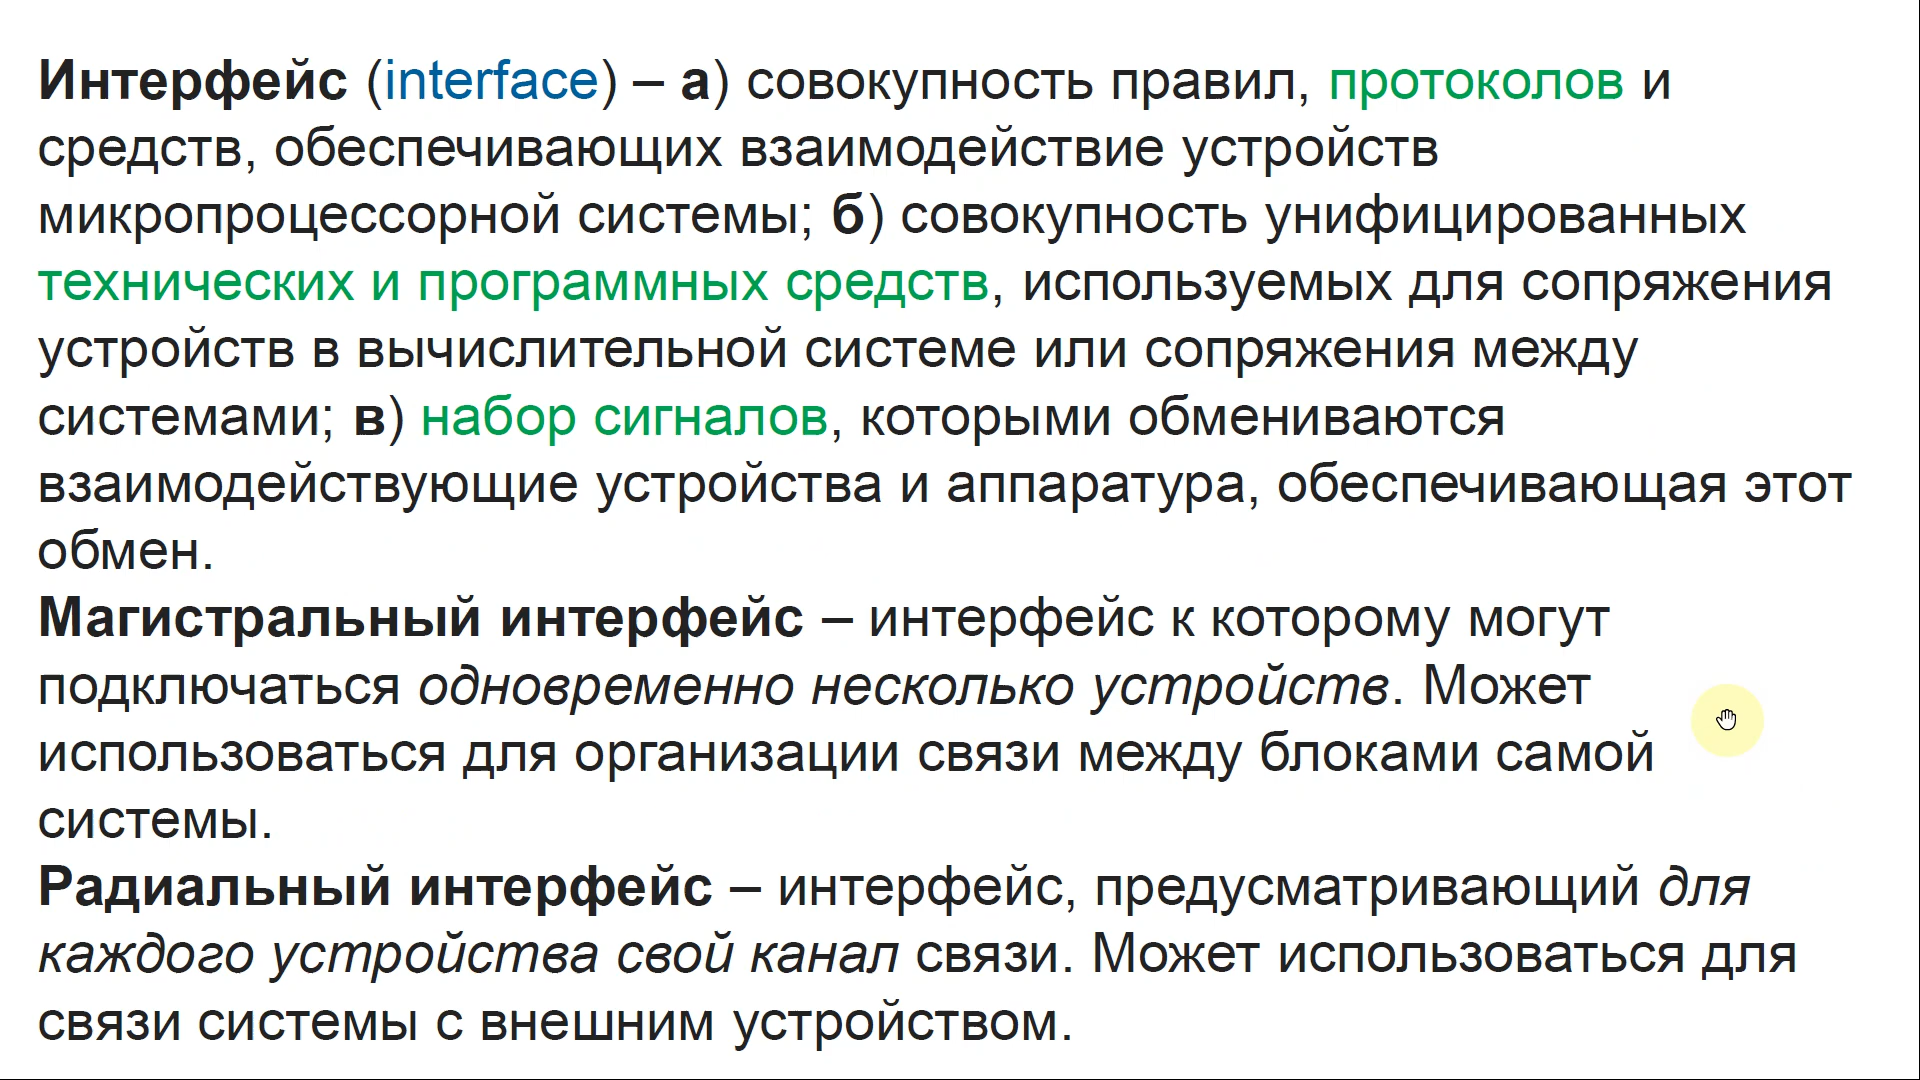 Интерфейс (interface) – а) совокупность правил, протоколов и
средств, обеспечивающих взаимодействие устройств
микропроцессорной системы; б) совокупность унифицированных
технических и программных средств, используемых для сопряжения
устройств в вычислительной системе или сопряжения между
системами; в) набор сигналов, которыми обмениваются
взаимодействующие устройства и аппаратура, обеспечивающая этот
обмен.
Магистральный интерфейс – интерфейс к которому могут
подключаться одновременно несколько устройств. Может
использоваться для организации связи между блоками самой
системы.
Радиальный интерфейс – интерфейс, предусматривающий для
каждого устройства свой канал связи. Может использоваться для
связи системы с внешним устройством.